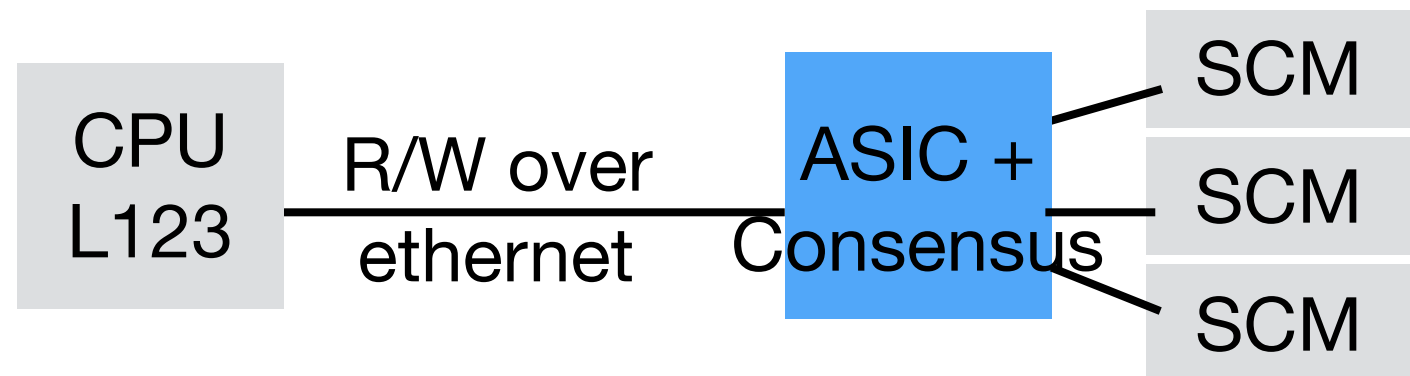 CPU
L123
R/W over
ethernet
ASIC +
Consensus
SCM
SCM
SCM